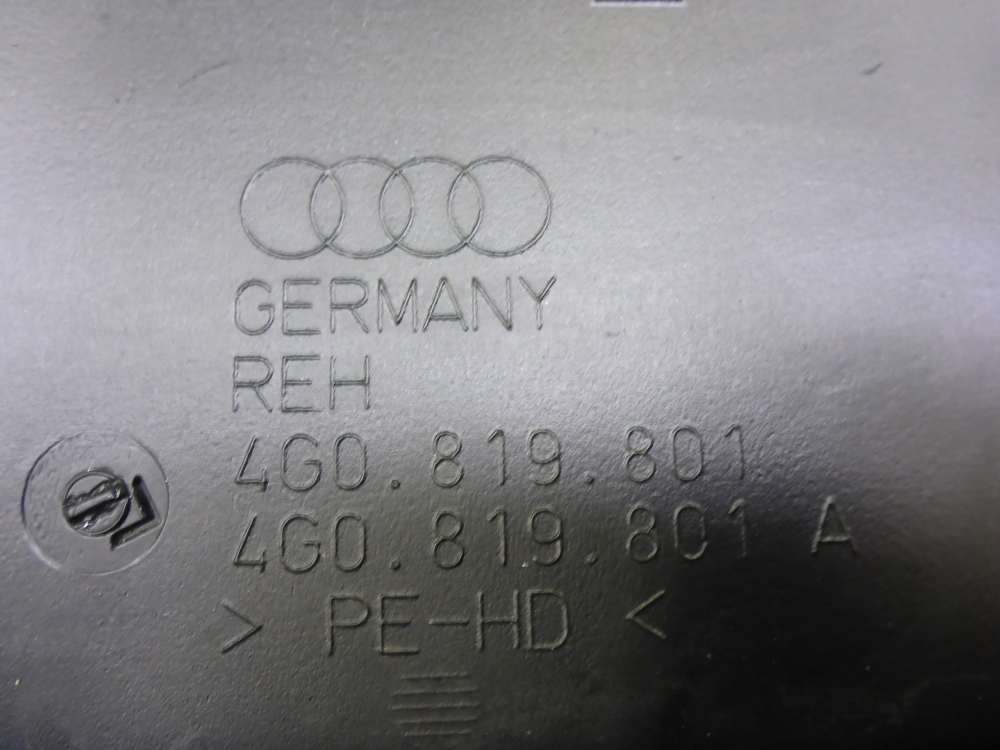 GERMANY
REH
4G0.819.801
4G0.819.801 A
> PE-HD <